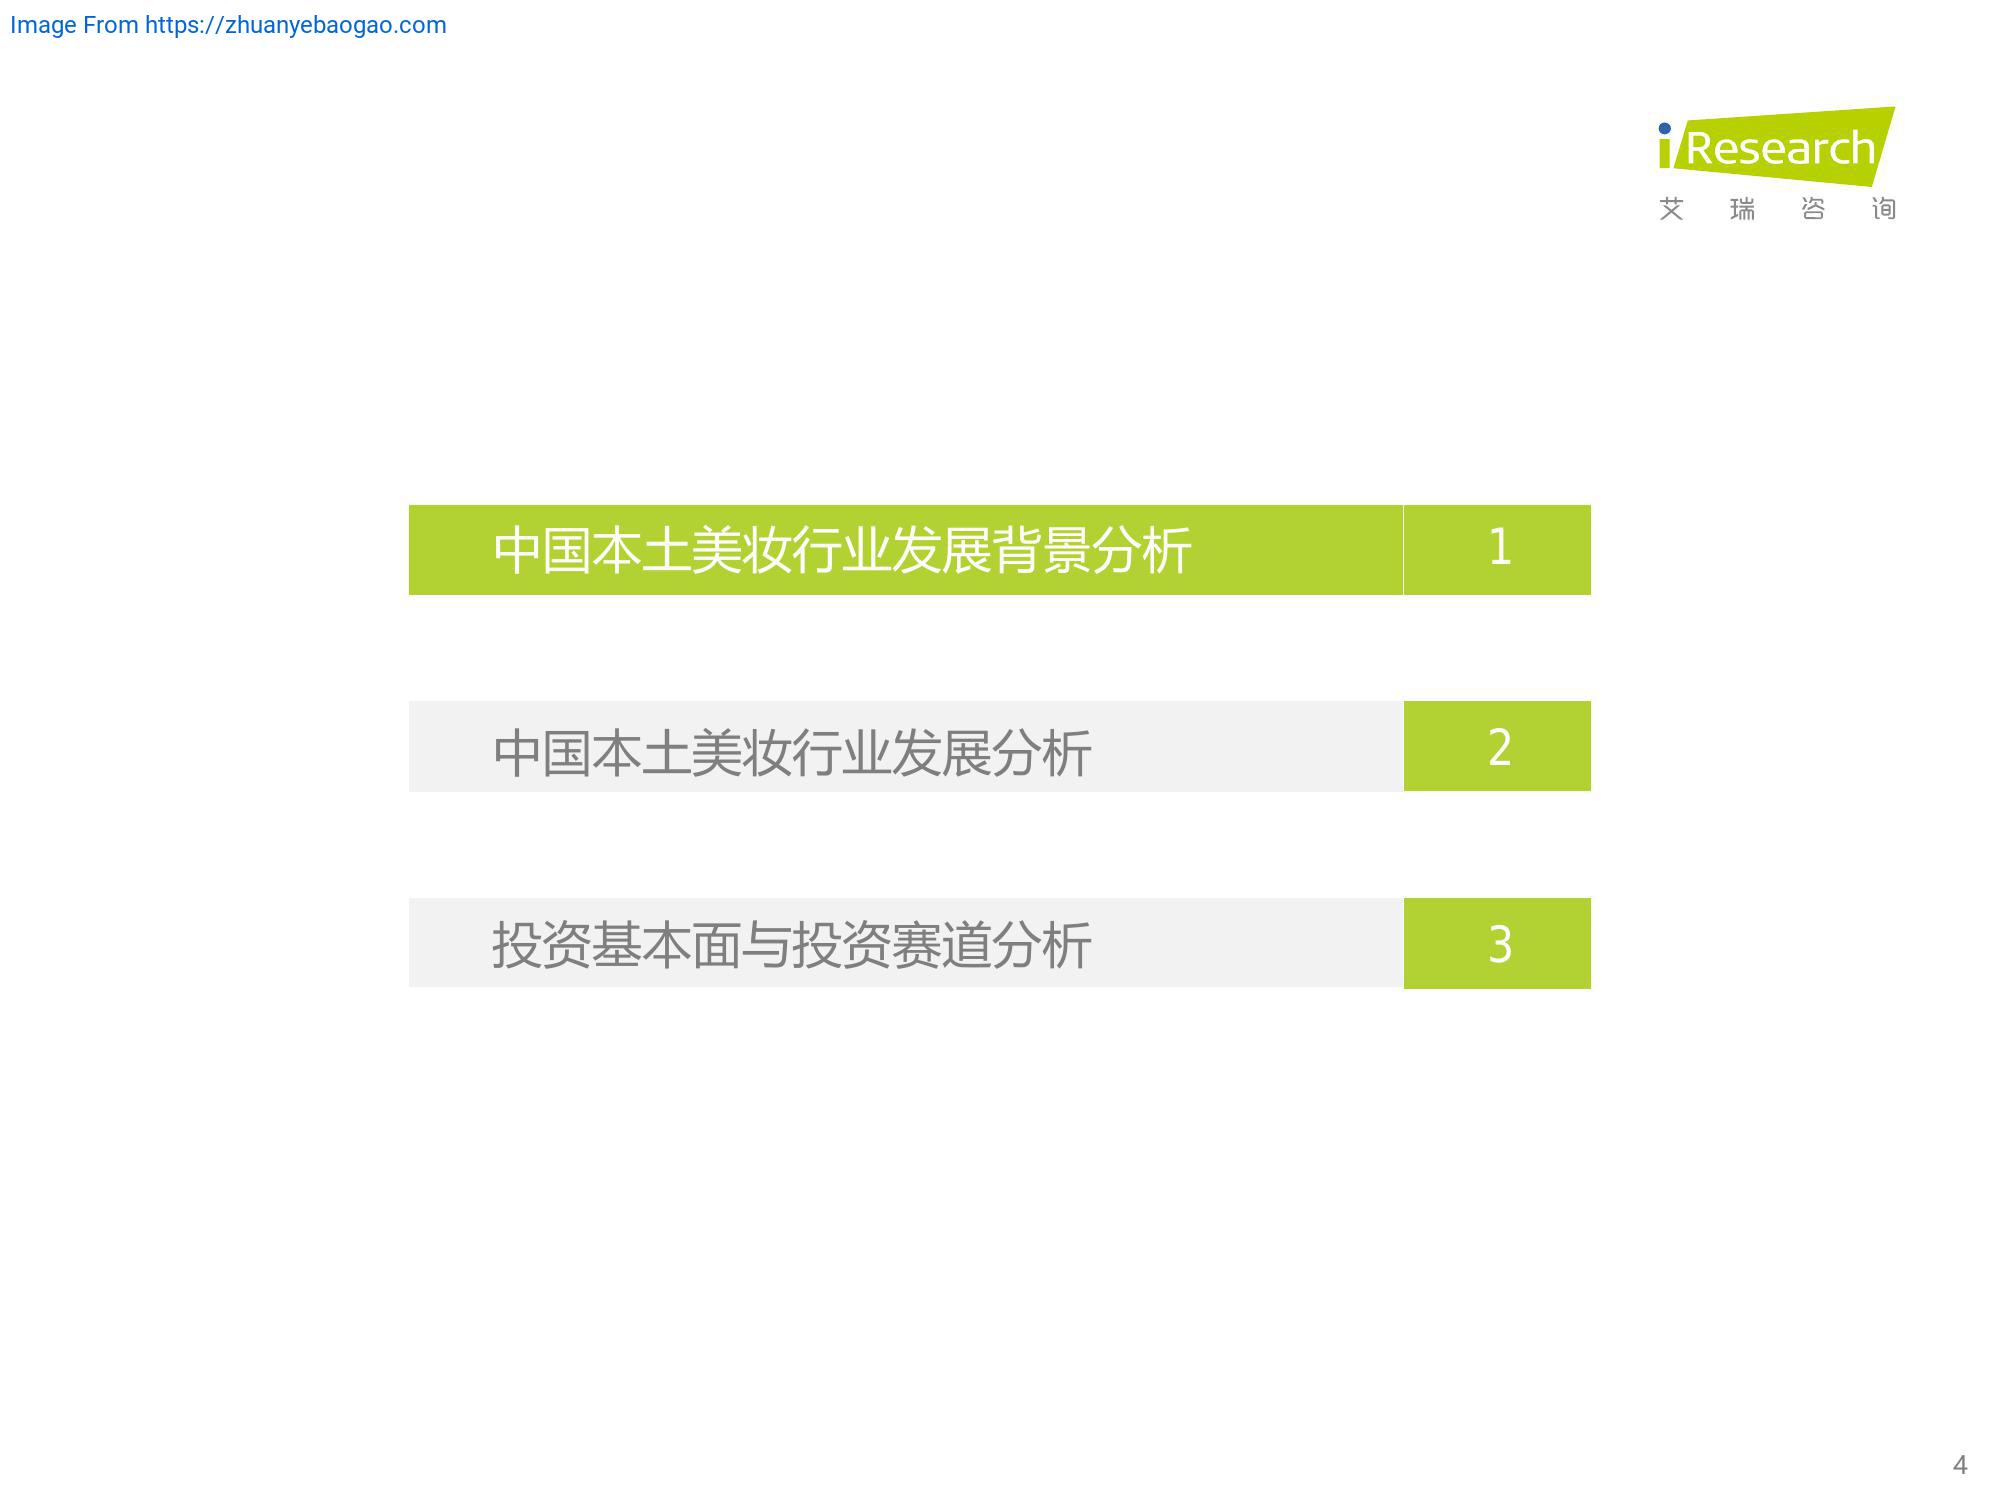 Image From https://zhuanyebaogao.com
iResearch
艾 瑞 咨 询
中国本土美妆行业发展背景分析 1
中国本土美妆行业发展分析 2
投资基本面与投资赛道分析 3
4